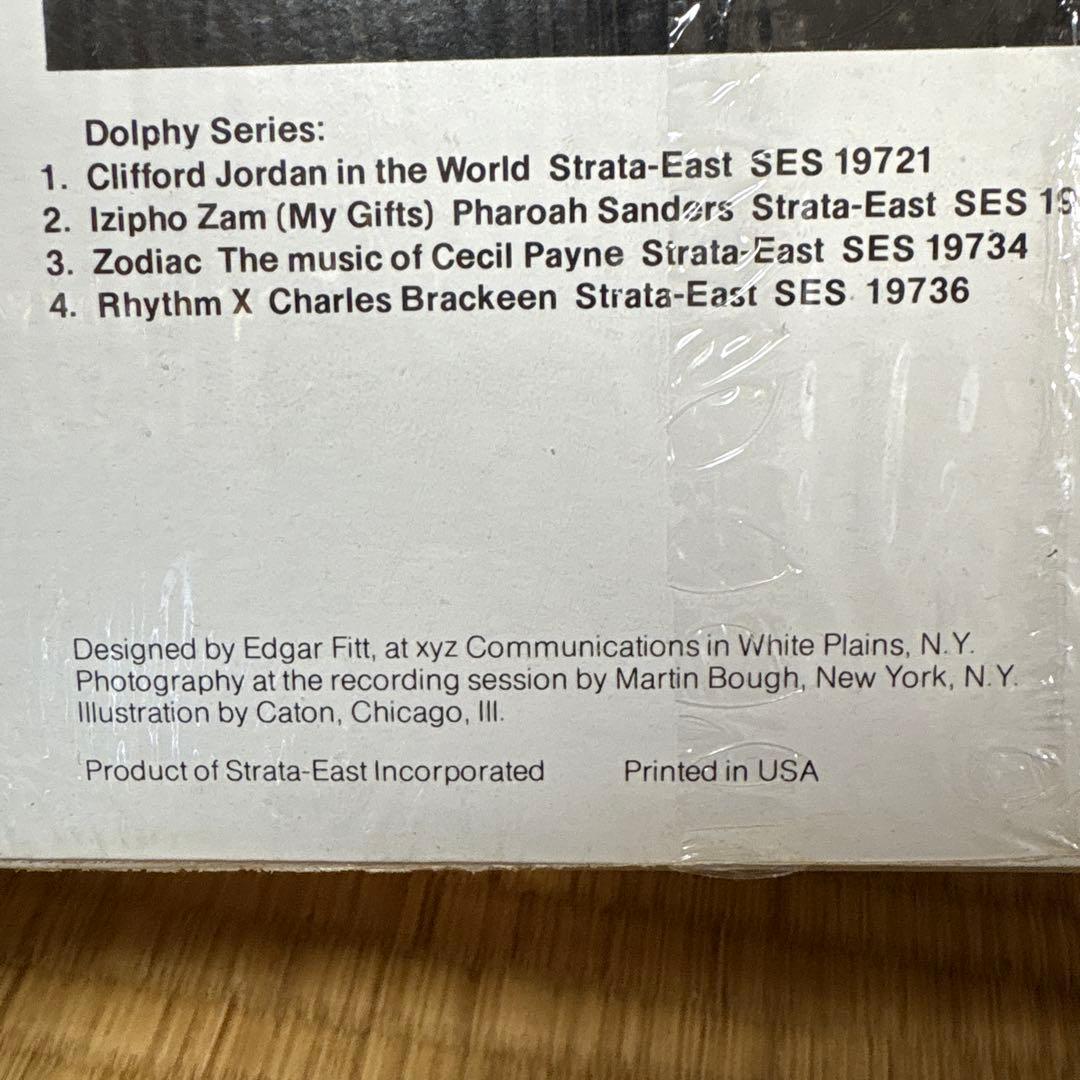 Dolphy Series:
1. Clifford Jordan in the World Strata-East SES 19721
2. Izipho Zam (My Gifts) Pharoah Sanders Strata-East SES
3. Zodiac The music of Cecil Payne Strata-East SES 19734
4. Rhythm X Charles Brackeen Strata-East SES 19736
Designed by Edgar Fitt, at xyz Communications in White Plains, N.Y.
Photography at the recording session by Martin Bough, New York, N.Y.
Illustration by Caton, Chicago, Ill.
Product of Strata-East Incorporated Printed in USA